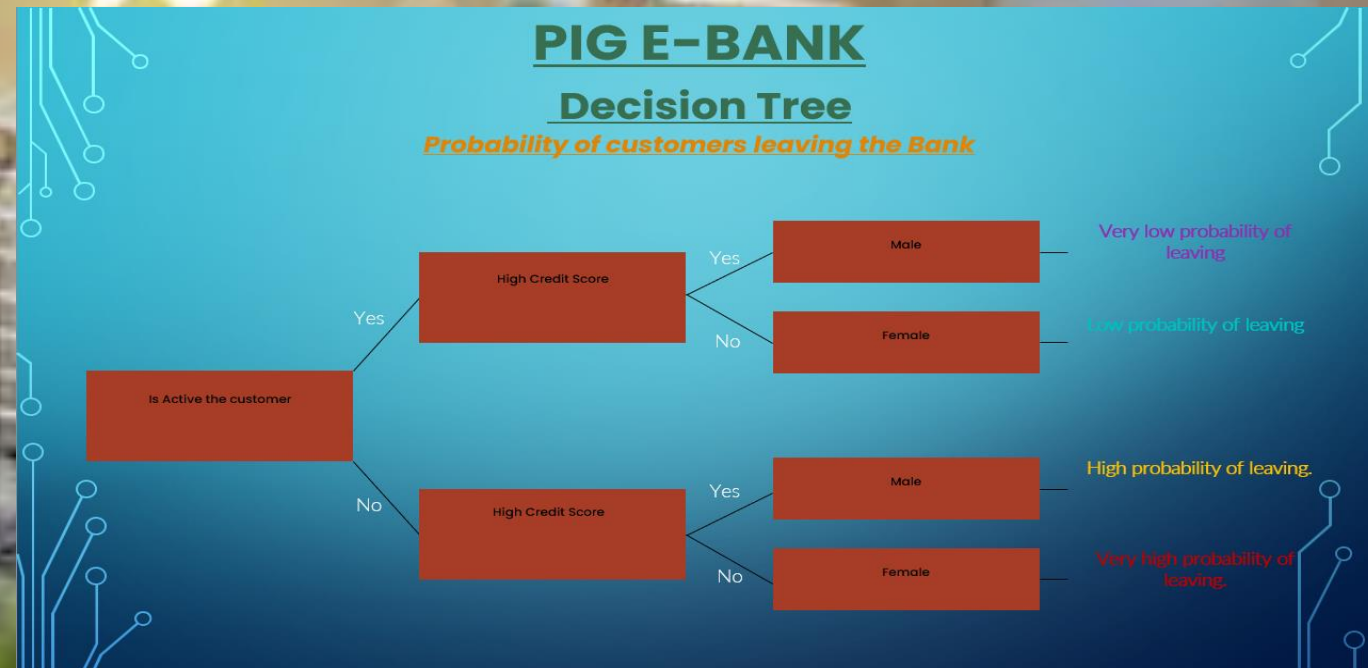 PIG E-BANK
Decision Tree
Probability of customers leaving the Bank
Is Active the customer
Yes
No
High Credit Score
Yes
No
Male
Very low probability of
leaving
Female
Low probability of leaving
High Credit Score
Yes
No
Male
High probability of leaving.
Female
Very high probability of
leaving.